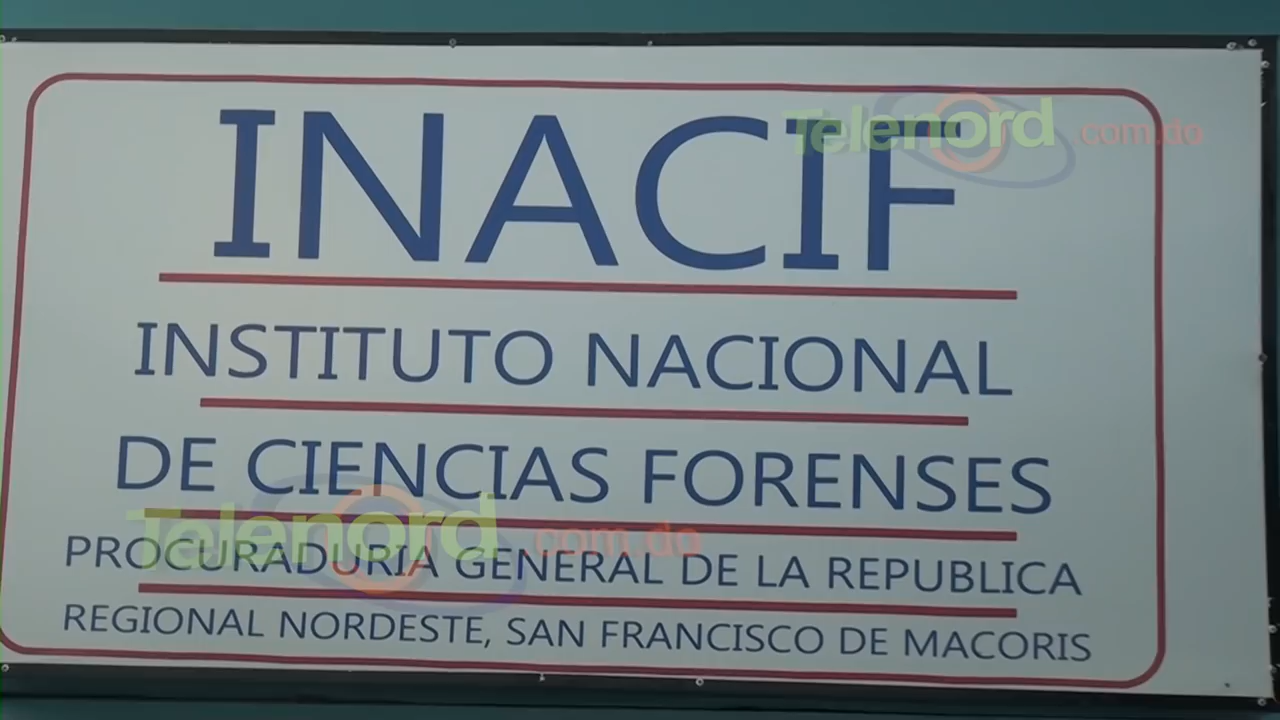 INACIF
Telenord.com.do
INSTITUTO NACIONAL
DE CIENCIAS FORENSES
Telenord.com.do
PROCURADURIA GENERAL DE LA REPUBLICA
REGIONAL NORDESTE, SAN FRANCISCO DE MACORIS